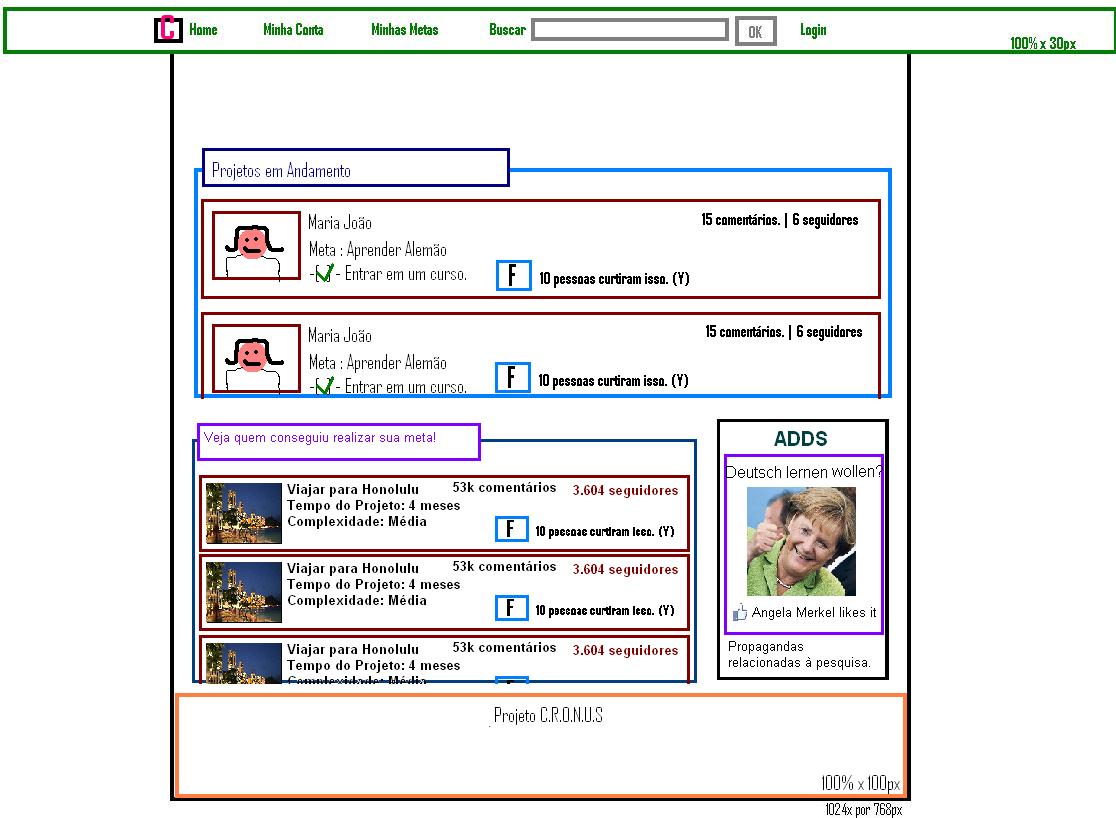 C Home Minha Conta Minhas Metas Buscar OK Login
100% x 30px
Projetos em Andamento
Maria João
15 comentários. | 6 seguidores
Meta : Aprender Alemão
-[ ]- Entrar em um curso.
F 10 pessoas curtiram isso. (Y)
Maria João
15 comentários. | 6 seguidores
Meta : Aprender Alemão
-[ ]- Entrar em um curso.
F 10 pessoas curtiram isso. (Y)
Veja quem conseguiu realizar sua meta!
Viajar para Honolulu 53k comentários 3.604 seguidores
Tempo do Projeto: 4 meses
Complexidade: Média
F 10 pessoas curtiram isso. (Y)
Viajar para Honolulu 53k comentários 3.604 seguidores
Tempo do Projeto: 4 meses
Complexidade: Média
F 10 pessoas curtiram isso. (Y)
Viajar para Honolulu 53k comentários 3.604 seguidores
Tempo do Projeto: 4 meses
Complexidade: Média
ADDS
Deutsch lernen wollen?
Angela Merkel likes it
Propagandas
relacionadas à pesquisa.
Projeto C.R.O.N.U.S
100% x 100px
1024x por 768px